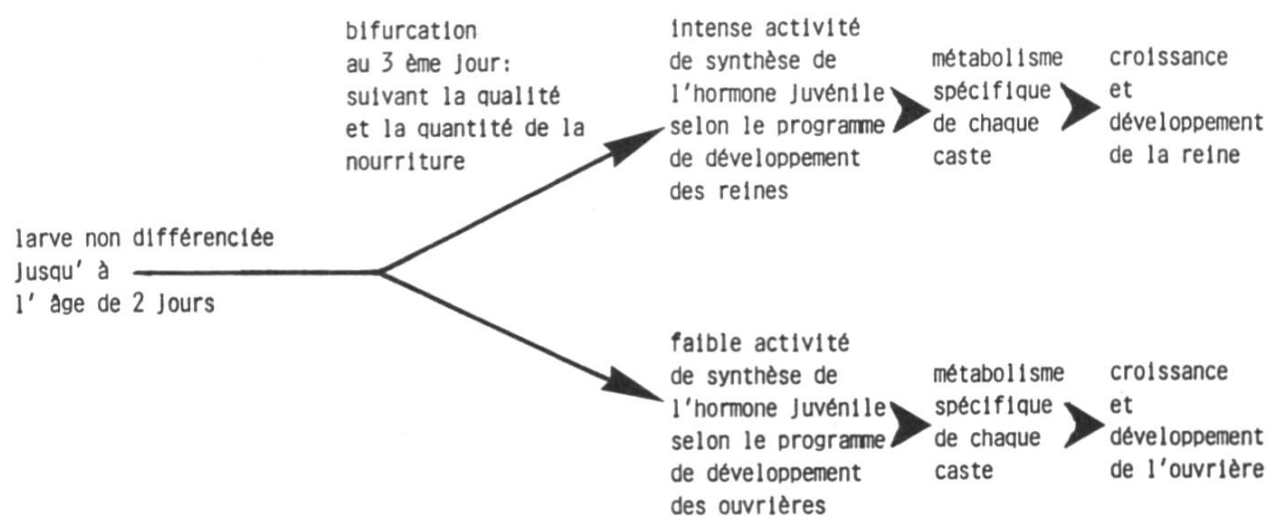 bifurcation
au 3 ème jour:
suivant la qualité
et la quantité de la
nourriture
intense activité
de synthèse de
l'hormone juvénile
selon le programme
de développement
des reines
métabolisme
spécifique
de chaque
caste
croissance
et
développement
de la reine
larve non différenciée
Jusqu' à
l' âge de 2 jours
faible activité
de synthèse de
l'hormone juvénile
selon le programme
de développement
des ouvrières
métabolisme
spécifique
de chaque
caste
croissance
et
développement
de l'ouvrière